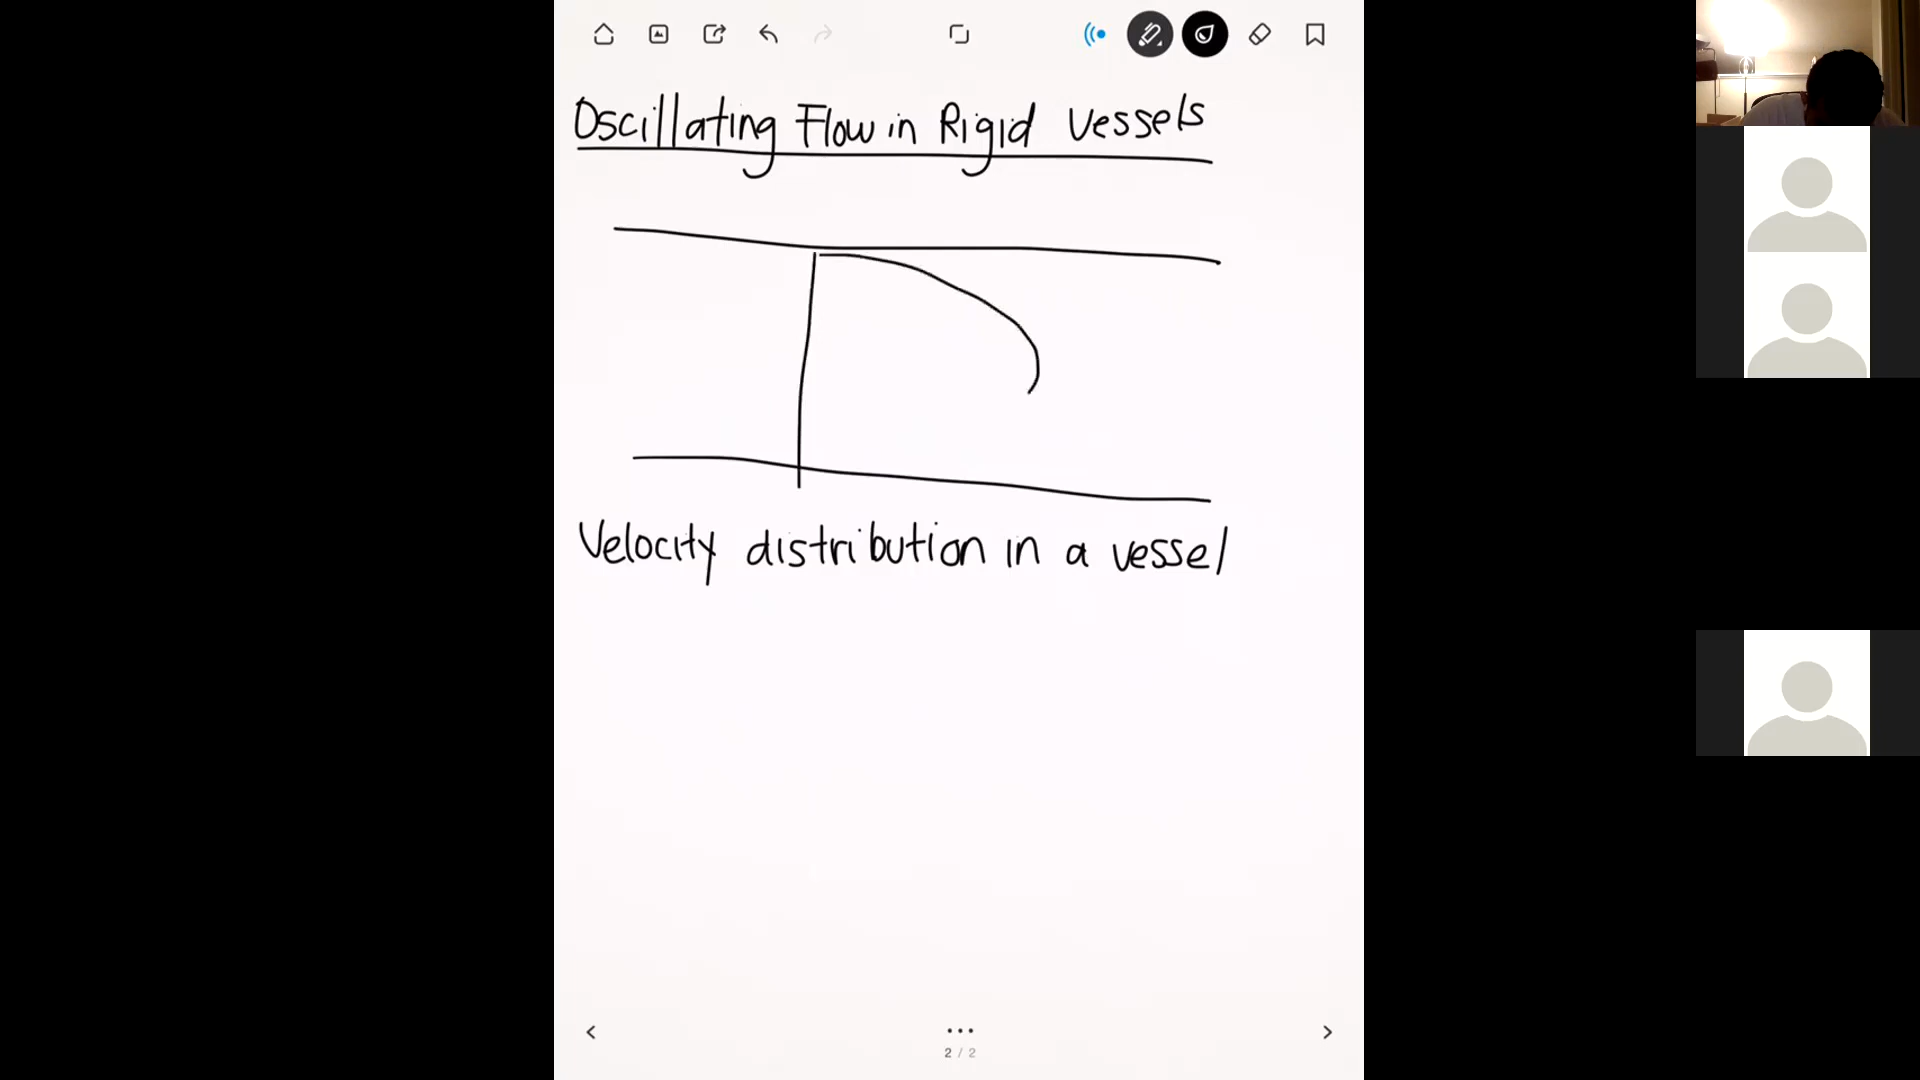 Oscillating Flow in Rigid Vessels
Velocity distribution in a vessel
2 / 2